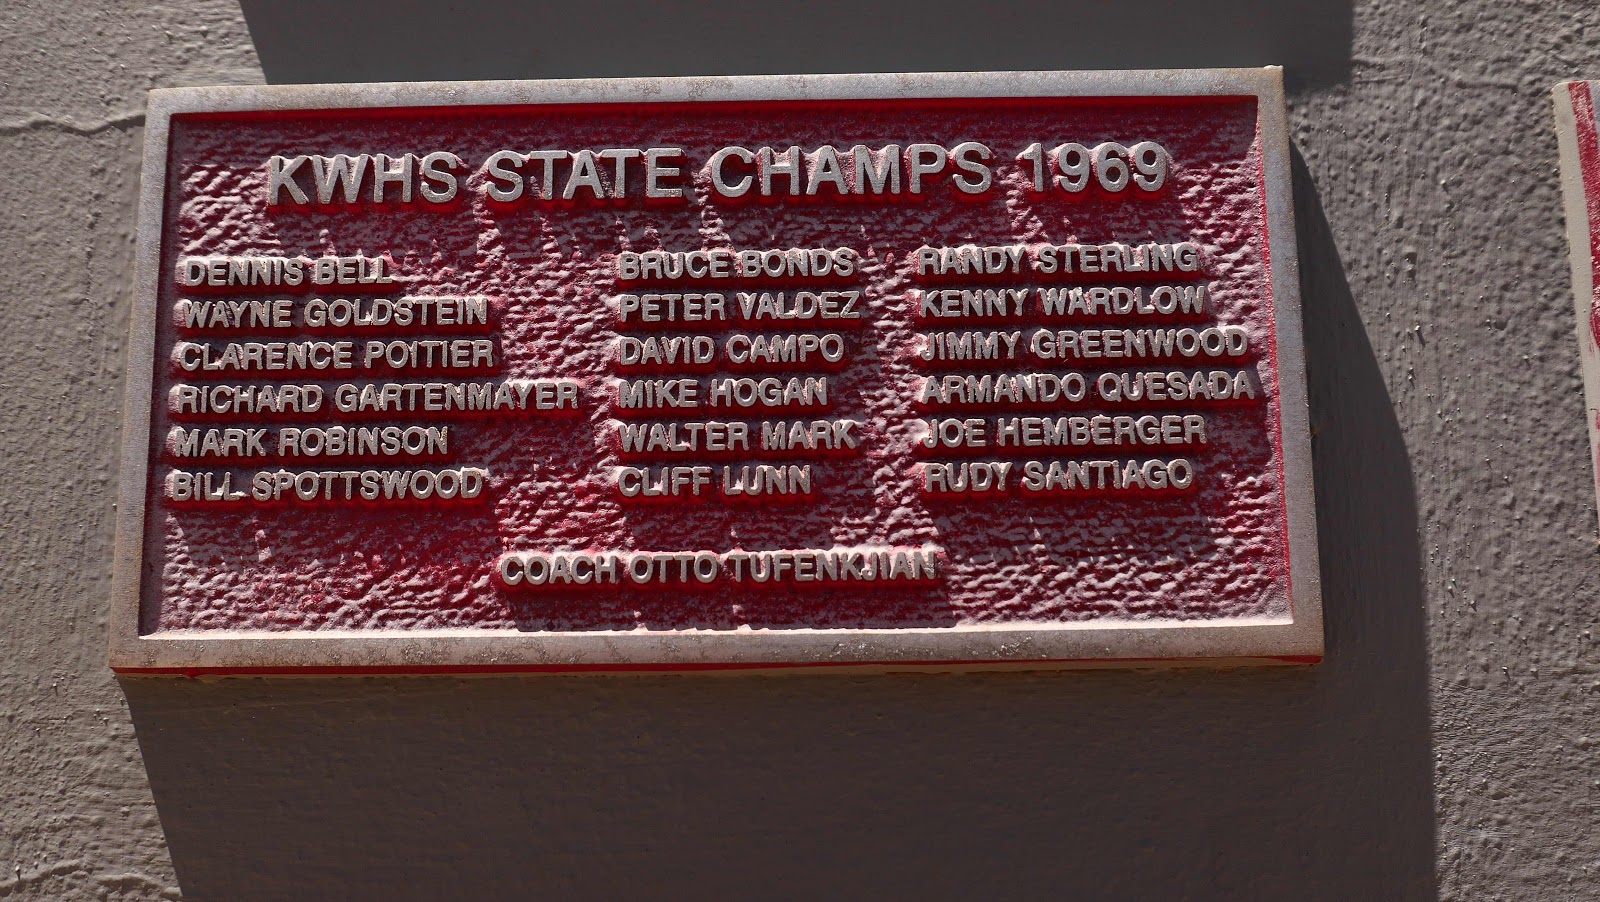 KWHS STATE CHAMPS 1969
DENNIS BELL
WAYNE GOLDSTEIN
CLARENCE POITIER
RICHARD GARTENMAYER
MARK ROBINSON
BILL SPOTTSWOOD
BRUCE BONDS
PETER VALDEZ
DAVID CAMPO
MIKE HOGAN
WALTER MARK
CLIFF LUNN
RANDY STERLING
KENNY WARDLOW
JIMMY GREENWOOD
ARMANDO QUESADA
JOE HEMBERGER
RUDY SANTIAGO
COACH OTTO TUFENKJIAN